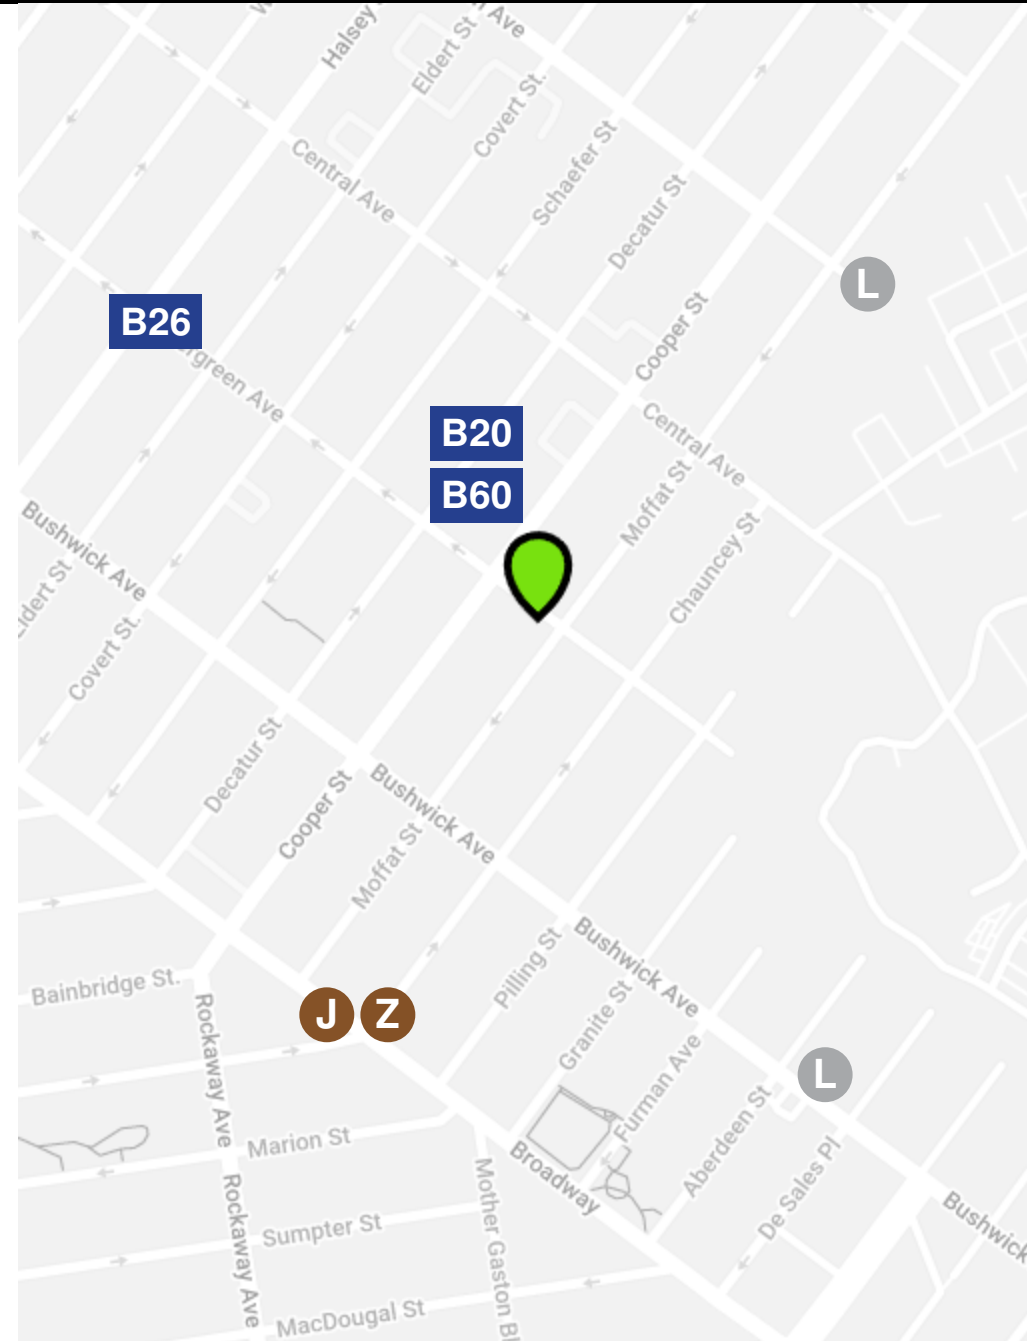 Halsey
Eldert St
Ave
Covert St.
Central Ave
Schaefer St
Decatur St
L
B26
Cooper St
rgreen Ave
B20
Central Ave
B60
Moffat St
Bushwick Ave
Chauncey St
ldert St
Covert St.
Decatur St
Bushwick Ave
Cooper St
Moffat St
Bushwick Ave
Pilling St
Bainbridge St.
Granite St
J Z
Rockaway Ave
Furman Ave
L
Aberdeen St
Marion St
Broadway
De Sales Pl
Mother Gaston Bl
Rockaway Ave
Sumpter St
Bushwick
MacDougal St